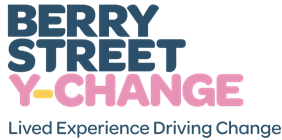 BERRY
STREET
Y-CHANGE
Lived Experience Driving Change